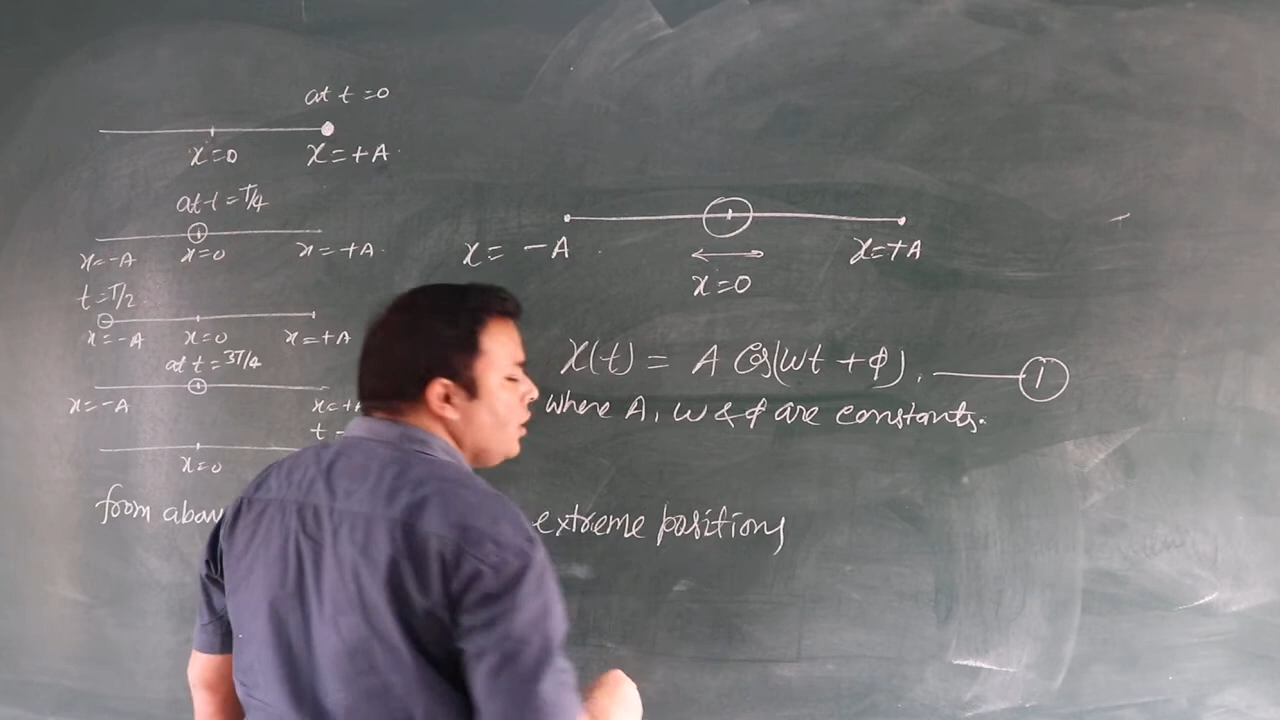 at t=0
x=0 x=+A
at t=T/4
x=-A x=0 x=+A
t=T/2
x=-A x=0 x=+A
at t=3T/4
x=-A x=+A
t=
x=0
from above
x= -A x=0 x=+A
x(t) = A Cos(ωt +ϕ). ①
where A, ω & ϕ are constants.
extreme positions